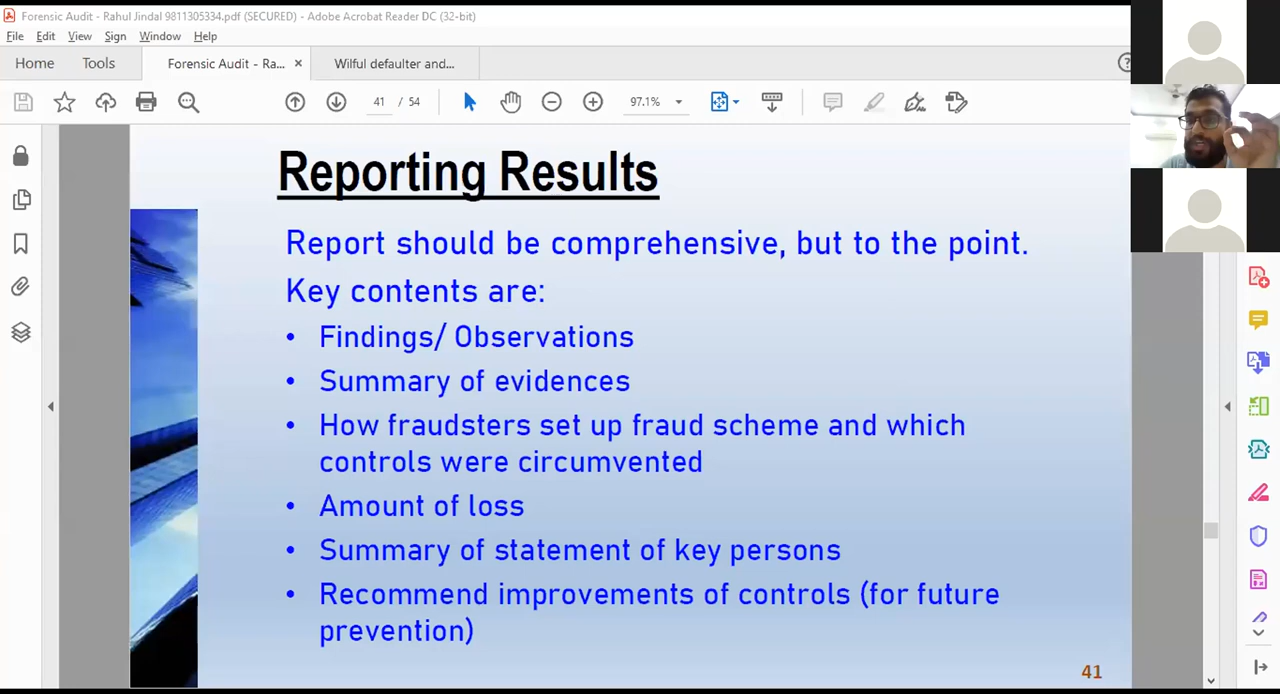 Forensic Audit - Rahul Jindal 9811305334.pdf (SECURED) - Adobe Acrobat Reader DC (32-bit)
File Edit View Sign Window Help
Home Tools Forensic Audit - Ra... × Wilful defaulter and...
41 / 54 97.1%
Reporting Results
Report should be comprehensive, but to the point.
Key contents are:
• Findings/ Observations
• Summary of evidences
• How fraudsters set up fraud scheme and which
controls were circumvented
• Amount of loss
• Summary of statement of key persons
• Recommend improvements of controls (for future
prevention)
41